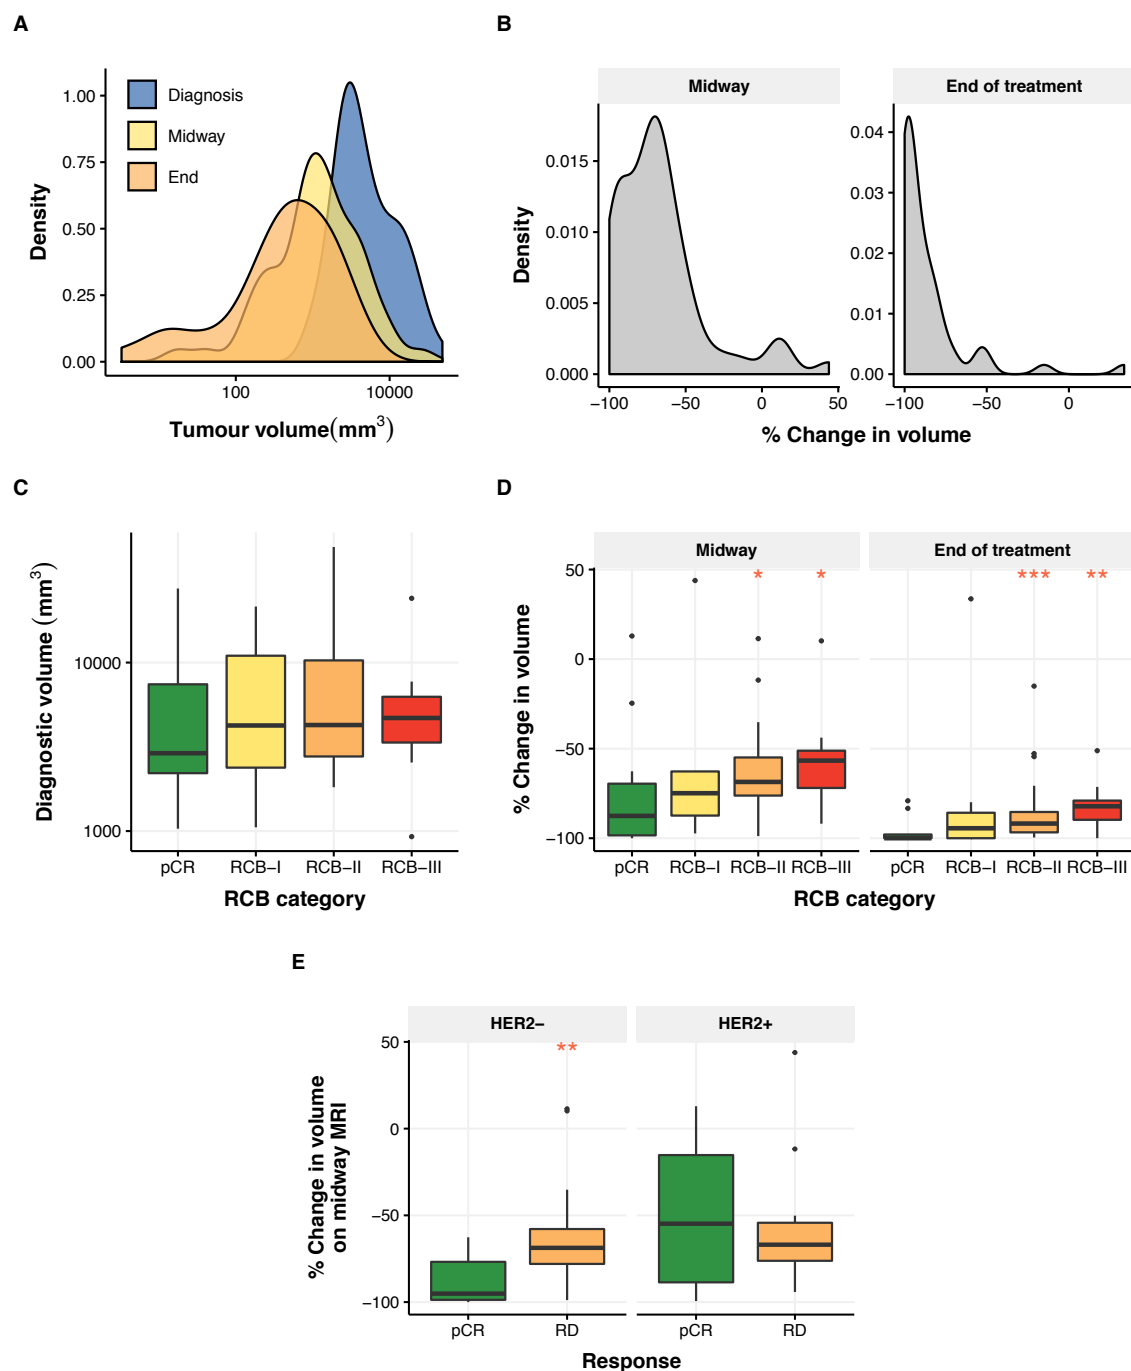 A
1.00
0.75
0.50
0.25
0.00
Density
Diagnosis
Midway
End
100
10000
Tumour volume(mm³)
B
Midway
End of treatment
0.015
0.010
0.005
0.000
Density
0.04
0.03
0.02
0.01
0.00
−100
−50
0
50
−100
−50
0
% Change in volume
C
Diagnostic volume (mm³)
10000
1000
pCR
RCB−I
RCB−II
RCB−III
RCB category
D
Midway
End of treatment
% Change in volume
50
0
−50
−100
*
*
***
**
pCR
RCB−I
RCB−II
RCB−III
pCR
RCB−I
RCB−II
RCB−III
RCB category
E
HER2−
HER2+
% Change in volume
on midway MRI
50
0
−50
−100
**
pCR
RD
pCR
RD
Response